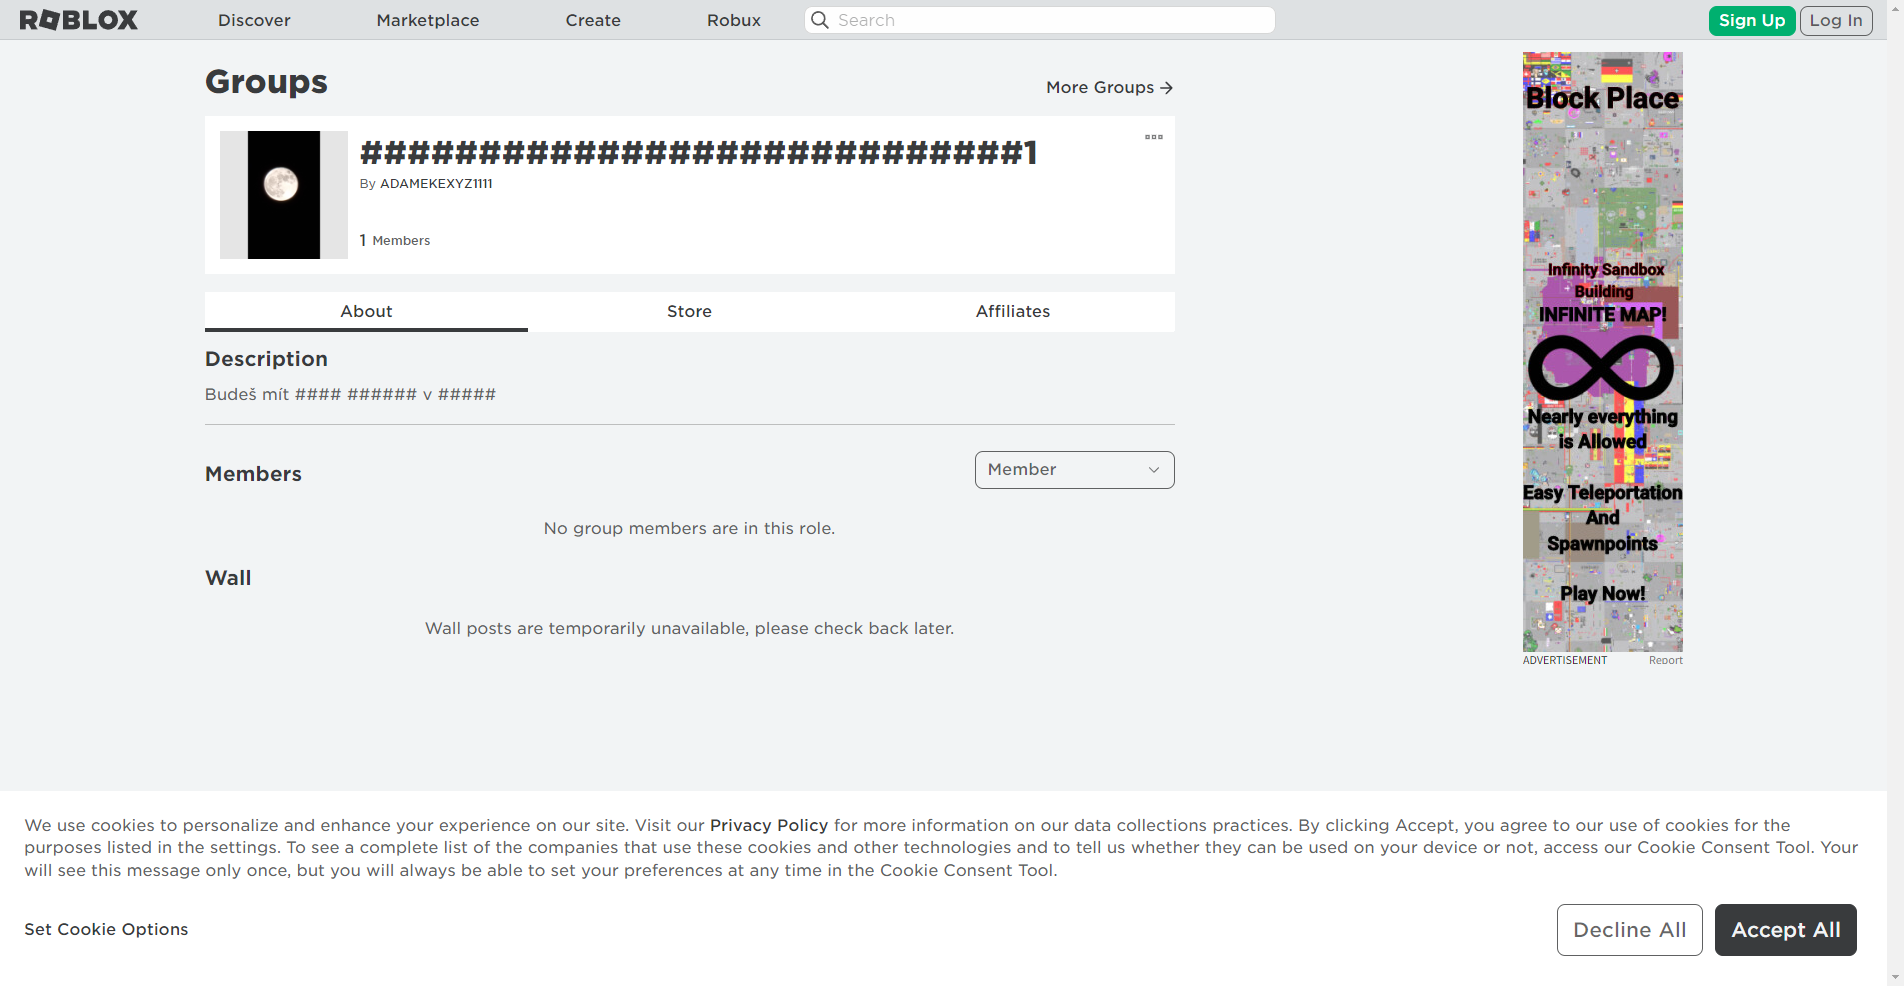 ROBLOX Discover Marketplace Create Robux Search Sign Up Log In
Groups
More Groups →
############################1
By ADAMEKEXYZ1111
1 Members
About Store Affiliates
Description
Budeš mít #### ###### v #####
Members
Member
No group members are in this role.
Wall
Wall posts are temporarily unavailable, please check back later.
Block Place
Infinity Sandbox
Building
INFINITE MAP!
Nearly everything
is Allowed
Easy Teleportation
And
Spawnpoints
Play Now!
ADVERTISEMENT Report
We use cookies to personalize and enhance your experience on our site. Visit our Privacy Policy for more information on our data collections practices. By clicking Accept, you agree to our use of cookies for the
purposes listed in the settings. To see a complete list of the companies that use these cookies and other technologies and to tell us whether they can be used on your device or not, access our Cookie Consent Tool. Your
will see this message only once, but you will always be able to set your preferences at any time in the Cookie Consent Tool.
Set Cookie Options
Decline All
Accept All